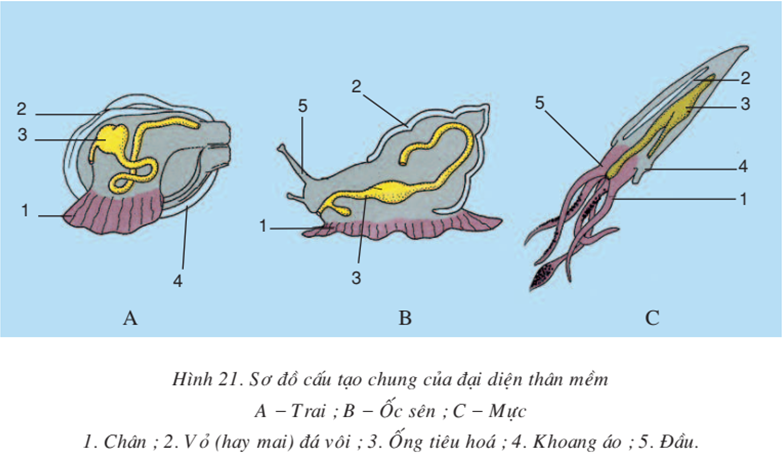 2
3
1
4
A
5
2
1
3
B
5
2
3
4
1
C
Hình 21. Sơ đồ cấu tạo chung của đại diện thân mềm
A – Trai ; B – Ốc sên ; C – Mực
1. Chân ; 2. Vỏ (hay mai) đá vôi ; 3. Ống tiêu hoá ; 4. Khoang áo ; 5. Đầu.